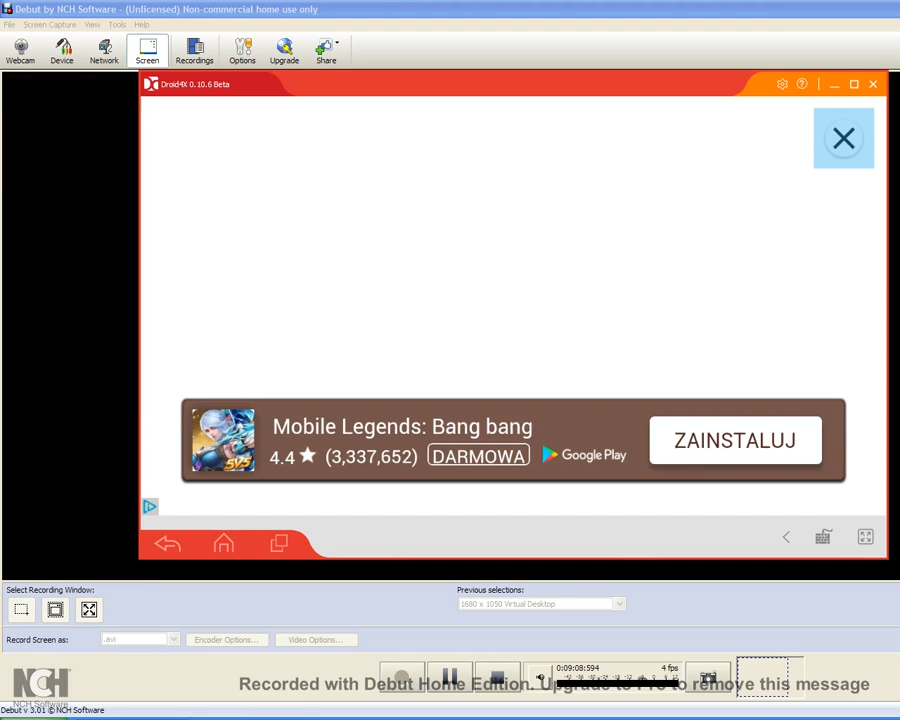 Debut by NCH Software - (Unlicensed) Non-commercial home use only
File Screen Capture View Tools Help
Webcam Device Network Screen Recordings Options Upgrade Share
Droid4X 0.10.6 Beta
Mobile Legends: Bang bang
4.4 ★ (3,337,652) DARMOWA Google Play
ZAINSTALUJ
5V5
Select Recording Window:
Previous selections:
1680 x 1050 Virtual Desktop
Record Screen as: .avi Encoder Options... Video Options...
0:09:08:594 4 fps
Recorded with Debut Home Edition. Upgrade to Pro to remove this message
NCH
NCH Software
Debut v 3.01 © NCH Software